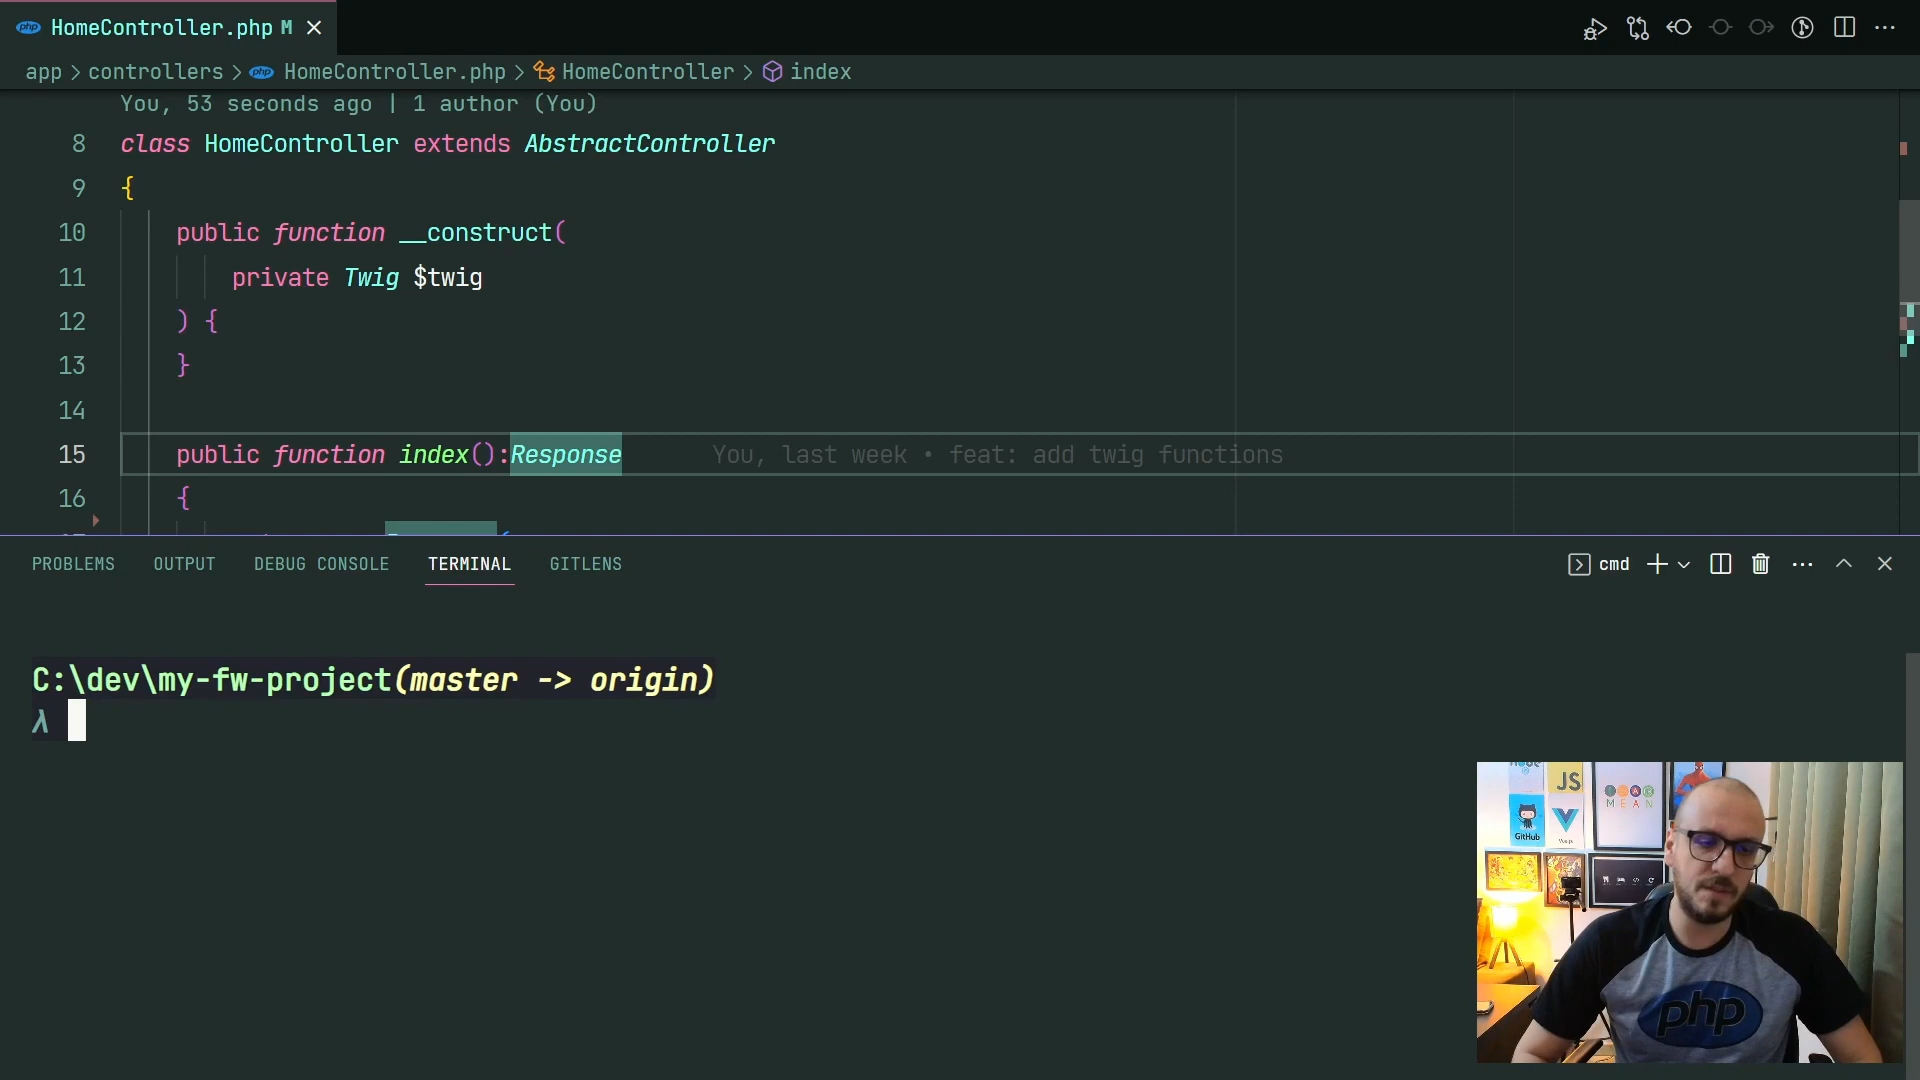 php HomeController.php M
app > controllers > php HomeController.php > HomeController > index
You, 53 seconds ago | 1 author (You)
8 class HomeController extends AbstractController
9 {
10 public function __construct(
11 private Twig $twig
12 ) {
13 }
14
15 public function index():Response You, last week • feat: add twig functions
16 {
PROBLEMS OUTPUT DEBUG CONSOLE TERMINAL GITLENS
cmd
C:\dev\my-fw-project(master -> origin)
λ
JS
MEAN
GitHub
php